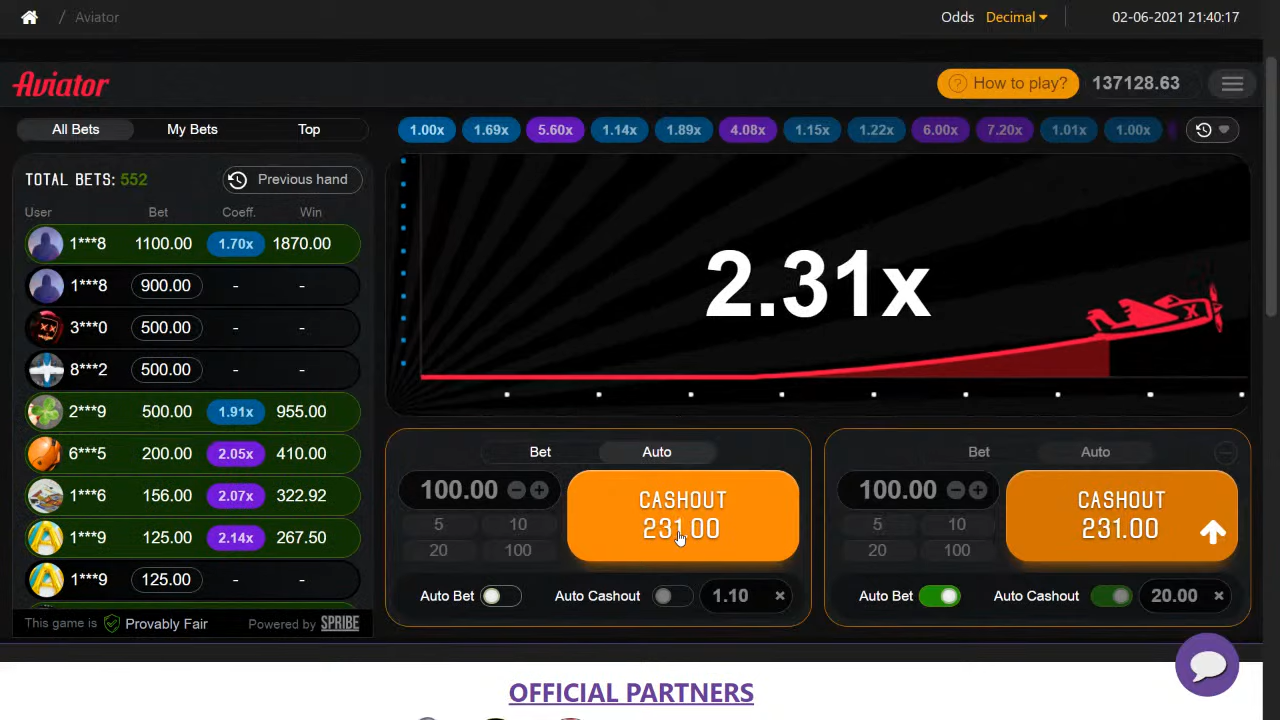 / Aviator
Odds Decimal 02-06-2021 21:40:17
Aviator
? How to play? 137128.63
All Bets My Bets Top
1.00x 1.69x 5.60x 1.14x 1.89x 4.08x 1.15x 1.22x 6.00x 7.20x 1.01x 1.00x
TOTAL BETS: 552 Previous hand
User Bet Coeff. Win
1***8 1100.00 1.70x 1870.00
1***8 900.00 - -
3***0 500.00 - -
8***2 500.00 - -
2***9 500.00 1.91x 955.00
6***5 200.00 2.05x 410.00
1***6 156.00 2.07x 322.92
1***9 125.00 2.14x 267.50
1***9 125.00 - -
This game is Provably Fair Powered by SPRIBE
2.31x
Bet Auto
100.00 - +
5 10
20 100
CASHOUT
231.00
Auto Bet Auto Cashout 1.10 ×
Bet Auto
100.00 - +
5 10
20 100
CASHOUT
231.00
Auto Bet Auto Cashout 20.00 ×
OFFICIAL PARTNERS